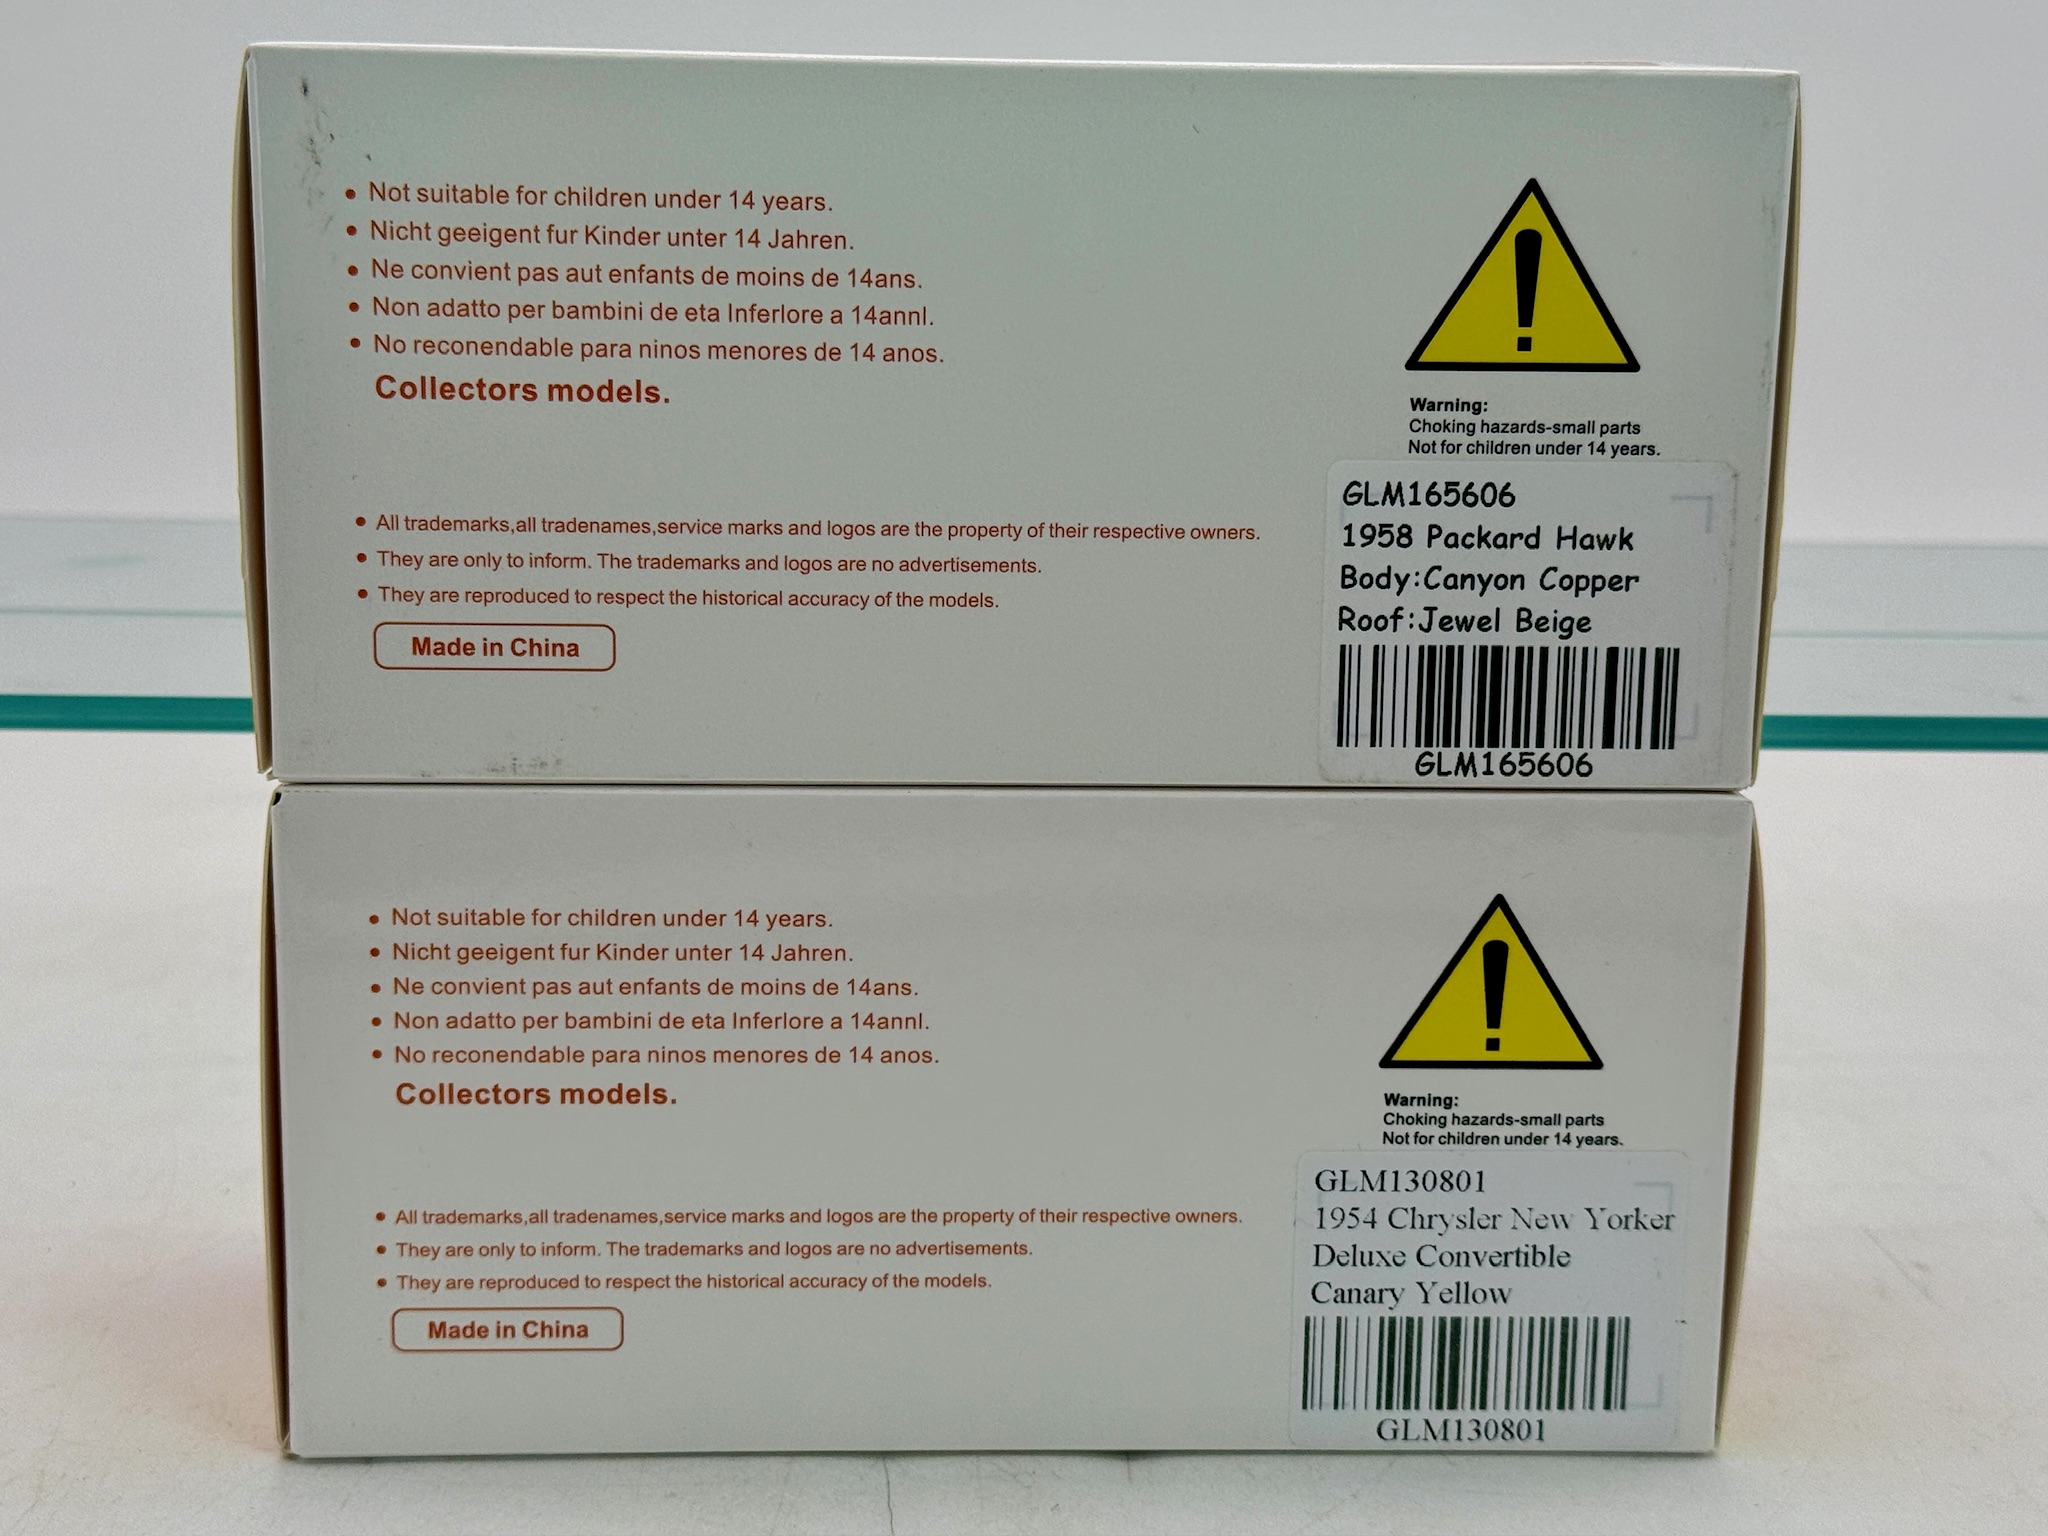 • Not suitable for children under 14 years.
• Nicht geeigent fur Kinder unter 14 Jahren.
• Ne convient pas aut enfants de moins de 14ans.
• Non adatto per bambini de eta Inferlore a 14annl.
• No reconendable para ninos menores de 14 anos.
Collectors models.
• All trademarks,all tradenames,service marks and logos are the property of their respective owners.
• They are only to inform. The trademarks and logos are no advertisements.
• They are reproduced to respect the historical accuracy of the models.
Made in China
!
Warning:
Choking hazards-small parts
Not for children under 14 years.
GLM165606
1958 Packard Hawk
Body:Canyon Copper
Roof:Jewel Beige
GLM165606
• Not suitable for children under 14 years.
• Nicht geeigent fur Kinder unter 14 Jahren.
• Ne convient pas aut enfants de moins de 14ans.
• Non adatto per bambini de eta Inferlore a 14annl.
• No reconendable para ninos menores de 14 anos.
Collectors models.
• All trademarks,all tradenames,service marks and logos are the property of their respective owners.
• They are only to inform. The trademarks and logos are no advertisements.
• They are reproduced to respect the historical accuracy of the models.
Made in China
!
Warning:
Choking hazards-small parts
Not for children under 14 years.
GLM130801
1954 Chrysler New Yorker
Deluxe Convertible
Canary Yellow
GLM130801